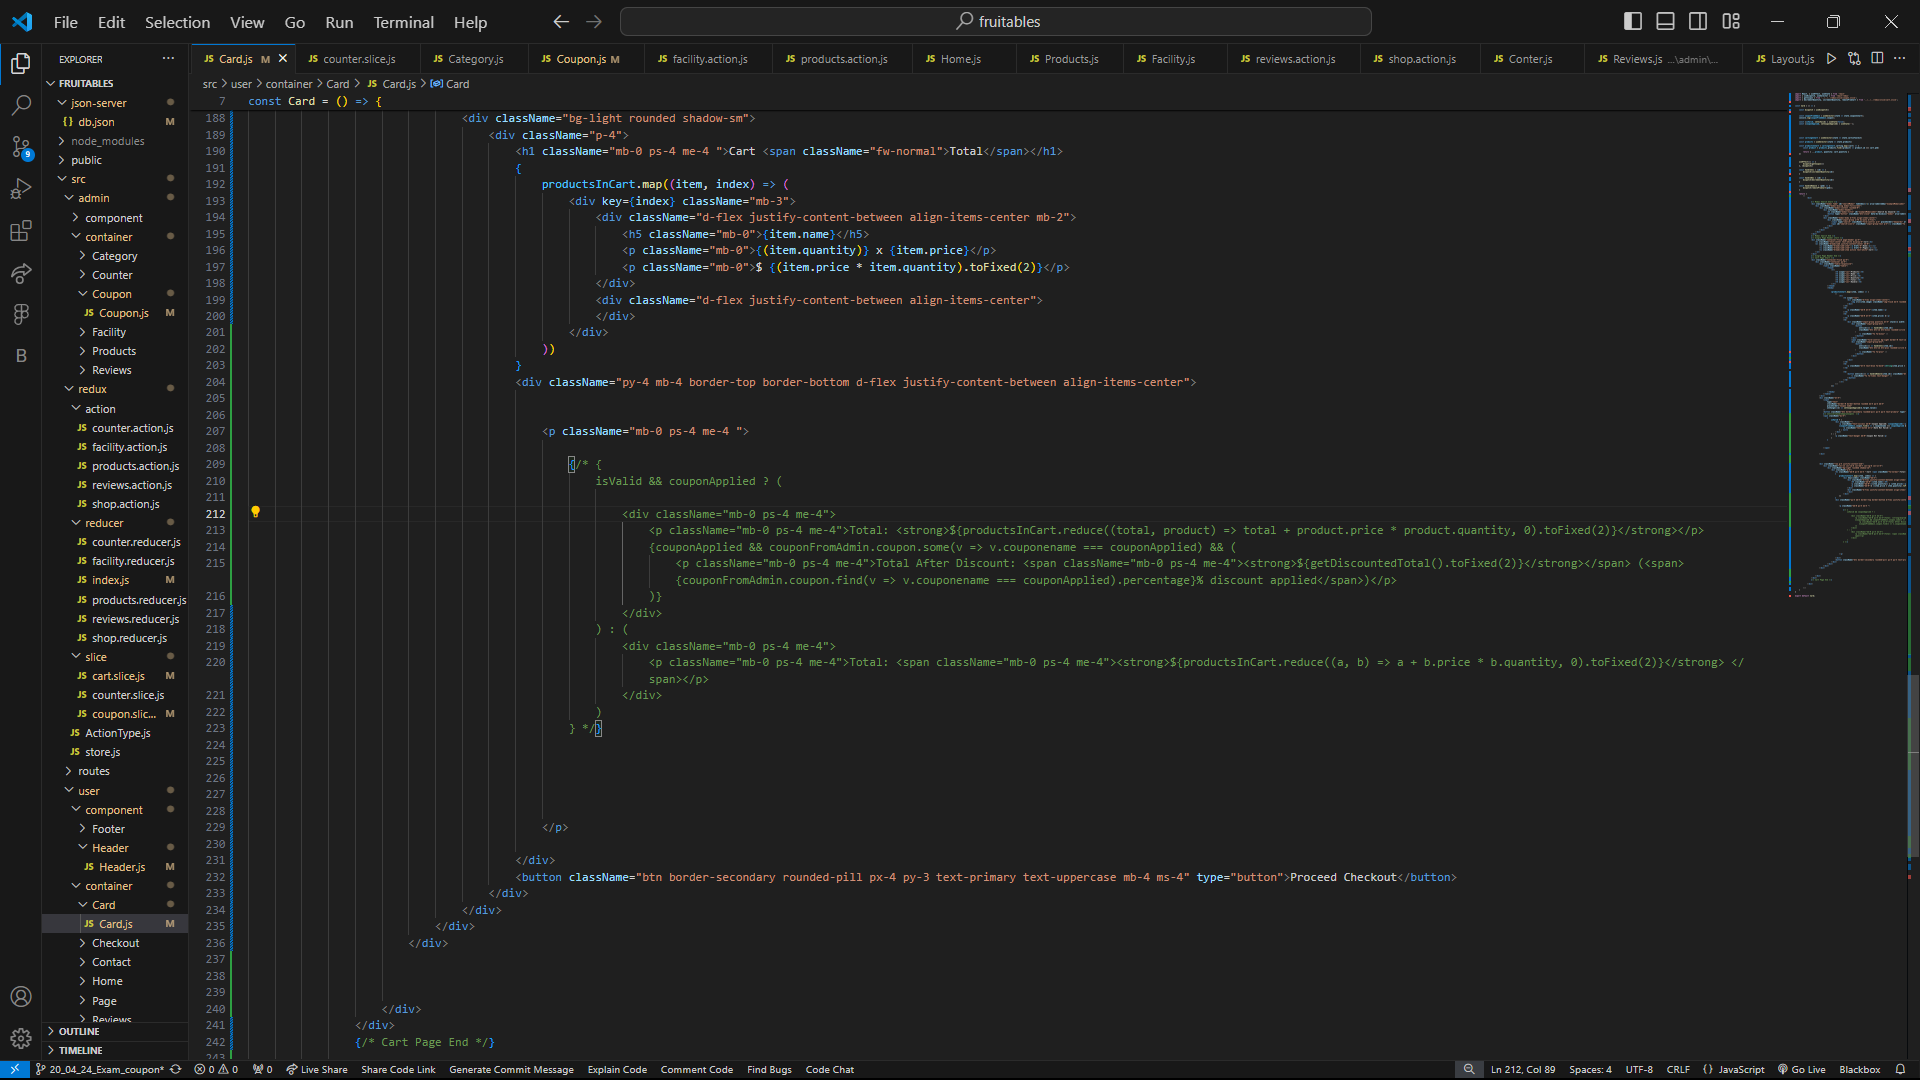 File Edit Selection View Go Run Terminal Help
fruitables
EXPLORER
Card.js M
counter.slice.js
Category.js
Coupon.js M
facility.action.js
products.action.js
Home.js
Products.js
Facility.js
reviews.action.js
shop.action.js
Conter.js
Reviews.js ...\admin\...
Layout.js
FRUITABLES
json-server
db.json M
node_modules
public
src
admin
component
container
Category
Counter
Coupon
Coupon.js M
Facility
Products
Reviews
redux
action
counter.action.js
facility.action.js
products.action.js
reviews.action.js
shop.action.js
reducer
counter.reducer.js
facility.reducer.js
index.js M
products.reducer.js
reviews.reducer.js
shop.reducer.js
slice
cart.slice.js M
counter.slice.js
coupon.slic... M
ActionType.js
store.js
routes
user
component
Footer
Header
Header.js M
container
Card
Card.js M
Checkout
Contact
Home
Page
Reviews
OUTLINE
TIMELINE
9
B
src > user > container > Card > JS Card.js > Card
7 const Card = () => {
188 <div className="bg-light rounded shadow-sm">
189 <div className="p-4">
190 <h1 className="mb-0 ps-4 me-4 ">Cart <span className="fw-normal">Total</span></h1>
191 {
192 productsInCart.map((item, index) => (
193 <div key={index} className="mb-3">
194 <div className="d-flex justify-content-between align-items-center mb-2">
195 <h5 className="mb-0">{item.name}</h5>
196 <p className="mb-0">{(item.quantity)} x {item.price}</p>
197 <p className="mb-0">$ {(item.price * item.quantity).toFixed(2)}</p>
198 </div>
199 <div className="d-flex justify-content-between align-items-center">
200 </div>
201 </div>
202 ))
203 }
204 <div className="py-4 mb-4 border-top border-bottom d-flex justify-content-between align-items-center">
205
206
207 <p className="mb-0 ps-4 me-4 ">
208
209 {/* {
210 isValid && couponApplied ? (
211
212 <div className="mb-0 ps-4 me-4">
213 <p className="mb-0 ps-4 me-4">Total: <strong>${productsInCart.reduce((total, product) => total + product.price * product.quantity, 0).toFixed(2)}</strong></p>
214 {couponApplied && couponFromAdmin.coupon.some(v => v.couponename === couponApplied) && (
215 <p className="mb-0 ps-4 me-4">Total After Discount: <span className="mb-0 ps-4 me-4"><strong>${getDiscountedTotal().toFixed(2)}</strong></span> (<span>
{couponFromAdmin.coupon.find(v => v.couponename === couponApplied).percentage}% discount applied</span>)</p>
216 )}
217 </div>
218 ) : (
219 <div className="mb-0 ps-4 me-4">
220 <p className="mb-0 ps-4 me-4">Total: <span className="mb-0 ps-4 me-4"><strong>${productsInCart.reduce((a, b) => a + b.price * b.quantity, 0).toFixed(2)}</strong> </
span></p>
221 </div>
222 )
223 } */}
224
225
226
227
228
229 </p>
230
231 </div>
232 <button className="btn border-secondary rounded-pill px-4 py-3 text-primary text-uppercase mb-4 ms-4" type="button">Proceed Checkout</button>
233 </div>
234 </div>
235 </div>
236 </div>
237
238
239
240 </div>
241 </div>
242 {/* Cart Page End */}
243
20_04_24_Exam_coupon* 0 0 0 Live Share Share Code Link Generate Commit Message Explain Code Comment Code Find Bugs Code Chat Ln 212, Col 89 Spaces: 4 UTF-8 CRLF {} JavaScript Go Live Blackbox